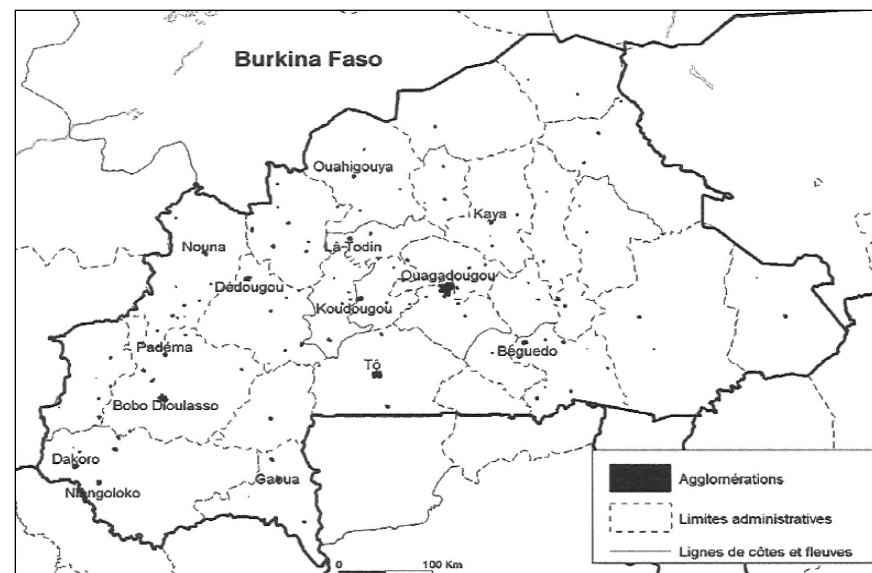 Burkina Faso
Ouahigouya
Kaya
Nouna
Lâ-Todin
Dédougou
Ouagadougou
Koudougou
Padéma
Béguedo
Tô
Bobo Dioulasso
Dakoro
Niangoloko
Gaoua
Agglomérations
Limites administratives
Lignes de côtes et fleuves
0 100 Km